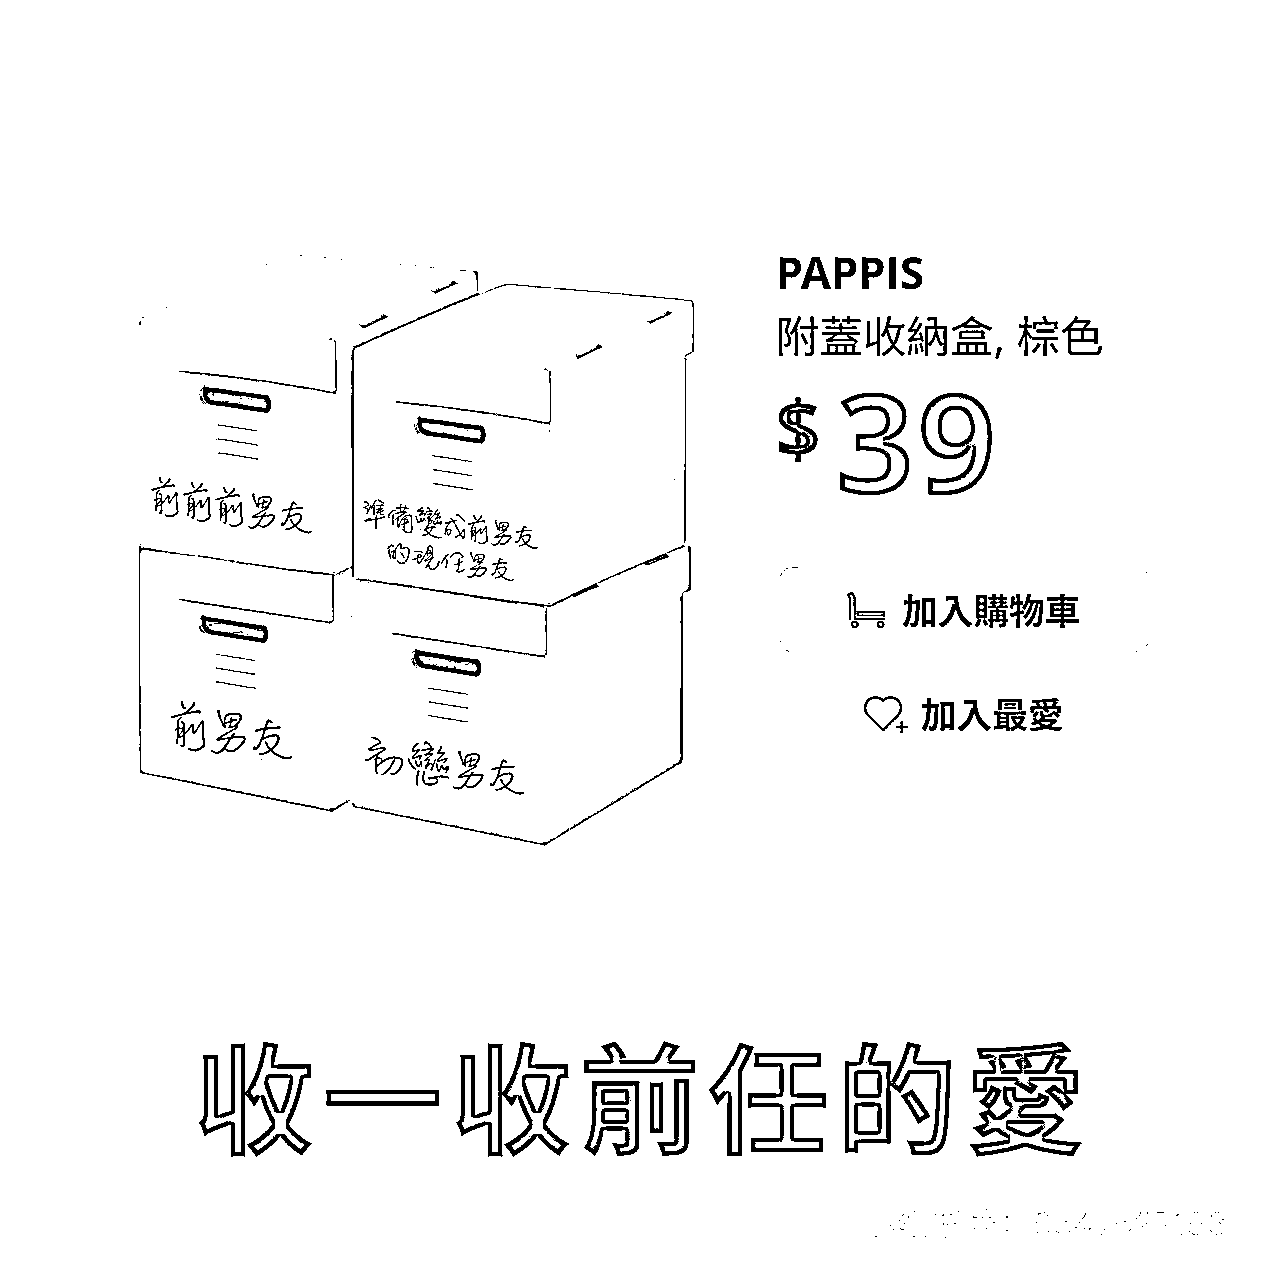 PAPPIS
附蓋收納盒, 棕色
$39
加入購物車
加入最愛
前前前男友
準備變成前男友
的現任男友
前男友
初戀男友
收一收前任的愛